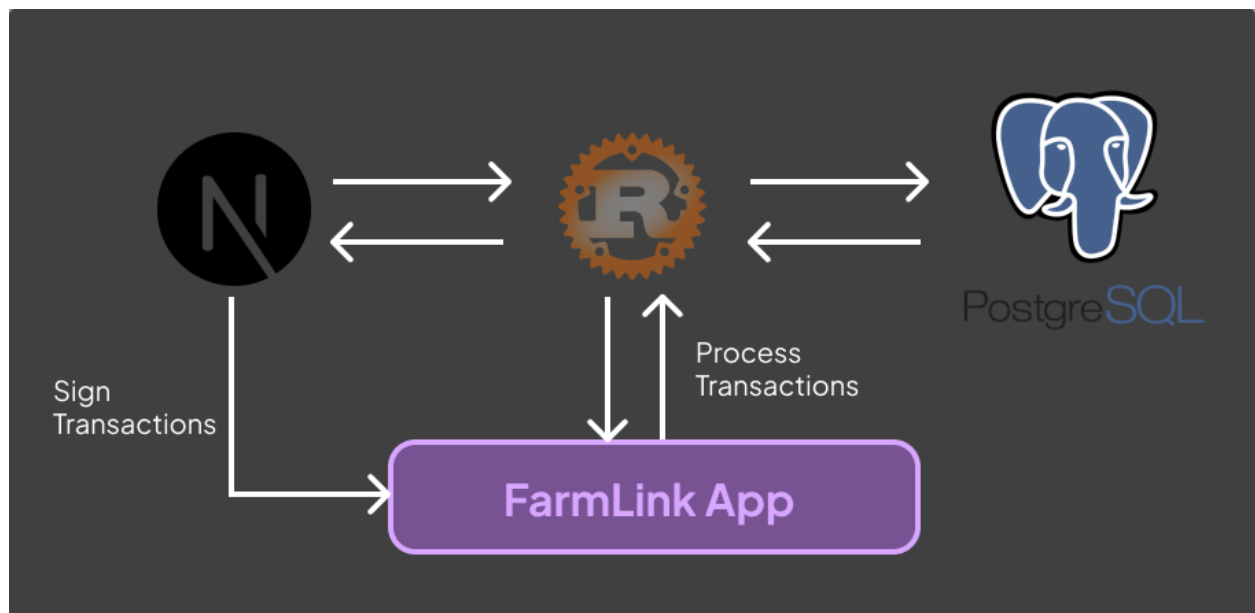 N
R
PostgreSQL
Process
Transactions
Sign
Transactions
FarmLink App